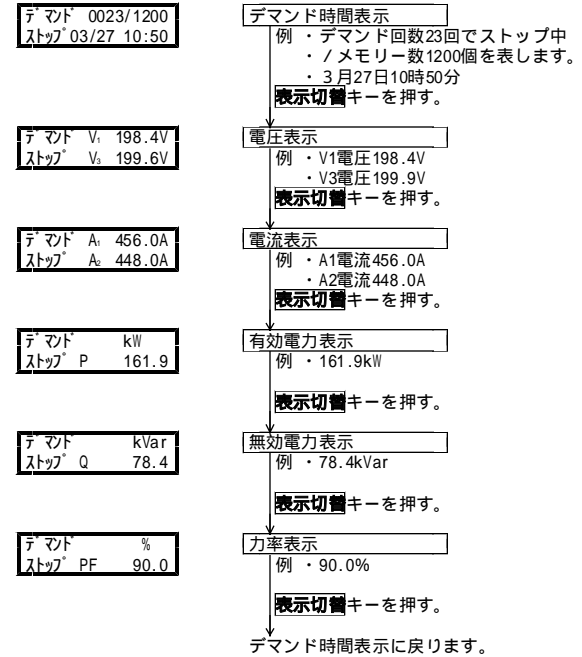 ﾃﾞﾏﾝﾄﾞ 0023/1200
ｽﾄｯﾌﾟ03/27 10:50
デマンド時間表示
例 ・デマンド回数23回でストップ中
・/メモリー数1200個を表します。
・3月27日10時50分
表示切替キーを押す。
ﾃﾞﾏﾝﾄﾞ V₁ 198.4V
ｽﾄｯﾌﾟ V₃ 199.6V
電圧表示
例 ・V1電圧198.4V
・V3電圧199.9V
表示切替キーを押す。
ﾃﾞﾏﾝﾄﾞ A₁ 456.0A
ｽﾄｯﾌﾟ A₂ 448.0A
電流表示
例 ・A1電流456.0A
・A2電流448.0A
表示切替キーを押す。
ﾃﾞﾏﾝﾄﾞ kW
ｽﾄｯﾌﾟ P 161.9
有効電力表示
例 ・161.9kW
表示切替キーを押す。
ﾃﾞﾏﾝﾄﾞ kVar
ｽﾄｯﾌﾟ Q 78.4
無効電力表示
例 ・78.4kVar
表示切替キーを押す。
ﾃﾞﾏﾝﾄﾞ %
ｽﾄｯﾌﾟ PF 90.0
力率表示
例 ・90.0%
表示切替キーを押す。
デマンド時間表示に戻ります。